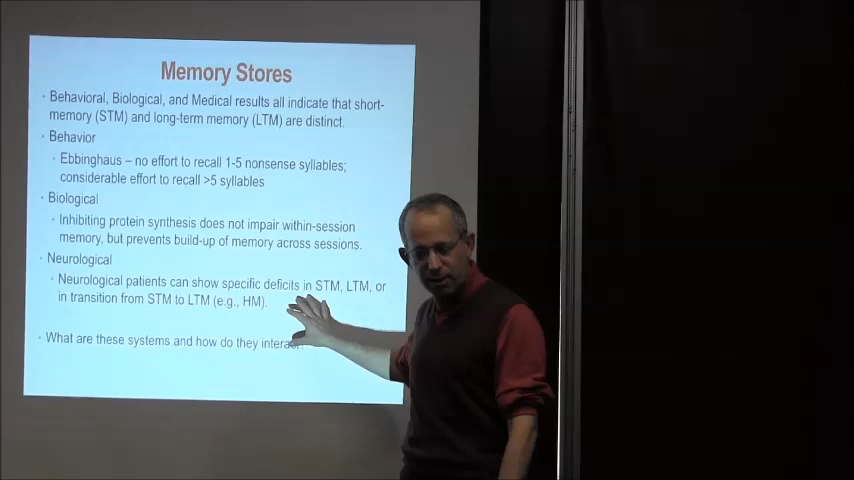 Memory Stores
• Behavioral, Biological, and Medical results all indicate that short-
memory (STM) and long-term memory (LTM) are distinct.
• Behavior
• Ebbinghaus – no effort to recall 1-5 nonsense syllables;
considerable effort to recall >5 syllables
• Biological
• Inhibiting protein synthesis does not impair within-session
memory, but prevents build-up of memory across sessions.
• Neurological
• Neurological patients can show specific deficits in STM, LTM, or
in transition from STM to LTM (e.g., HM).
• What are these systems and how do they interact